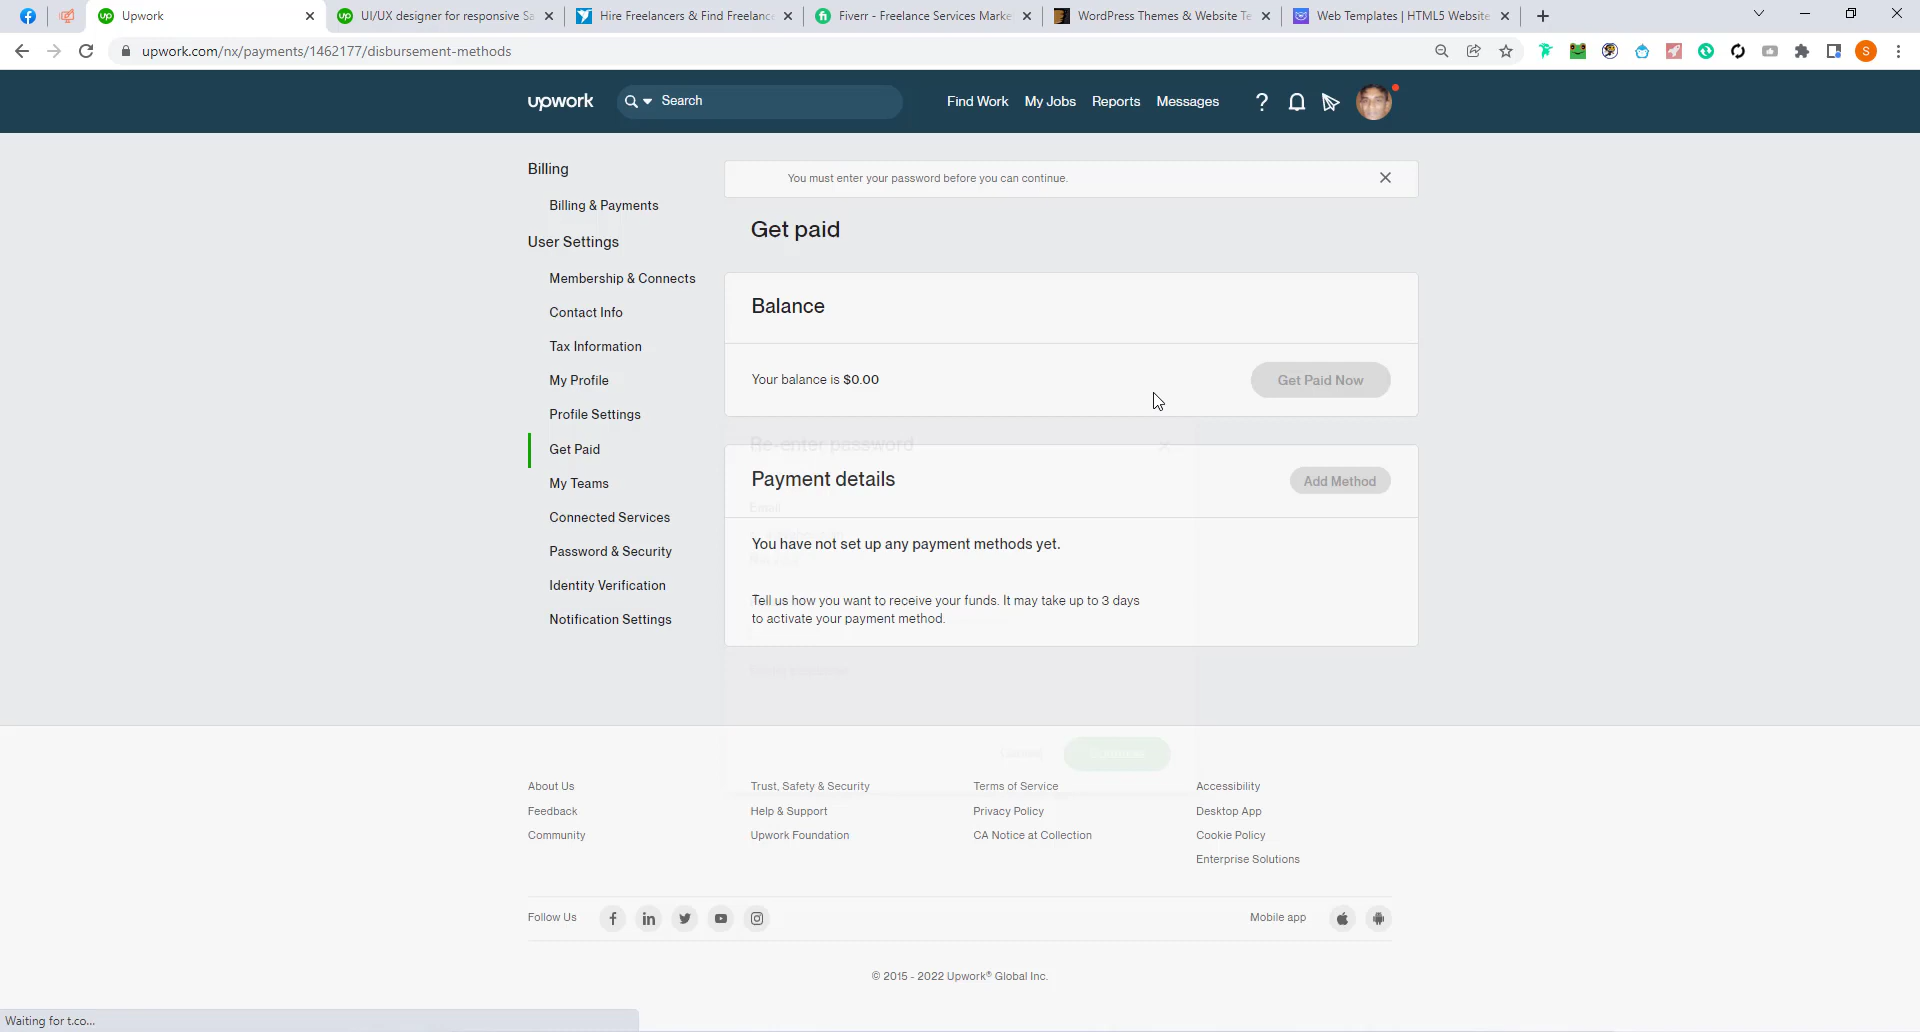 Upwork
UI/UX designer for responsive Sa
Hire Freelancers & Find Freelance
Fiverr - Freelance Services Marke
WordPress Themes & Website Te
Web Templates | HTML5 Website
upwork.com/nx/payments/1462177/disbursement-methods
S
upwork
Search
Find Work
My Jobs
Reports
Messages
?
Billing
Billing & Payments
User Settings
Membership & Connects
Contact Info
Tax Information
My Profile
Profile Settings
Get Paid
My Teams
Connected Services
Password & Security
Identity Verification
Notification Settings
You must enter your password before you can continue.
Get paid
Balance
Your balance is $0.00
Get Paid Now
Re-enter password
Payment details
Add Method
Email
You have not set up any payment methods yet.
Tell us how you want to receive your funds. It may take up to 3 days
to activate your payment method.
About Us
Feedback
Community
Trust, Safety & Security
Help & Support
Upwork Foundation
Terms of Service
Privacy Policy
CA Notice at Collection
Accessibility
Desktop App
Cookie Policy
Enterprise Solutions
Follow Us
Mobile app
© 2015 - 2022 Upwork® Global Inc.
Waiting for t.co...